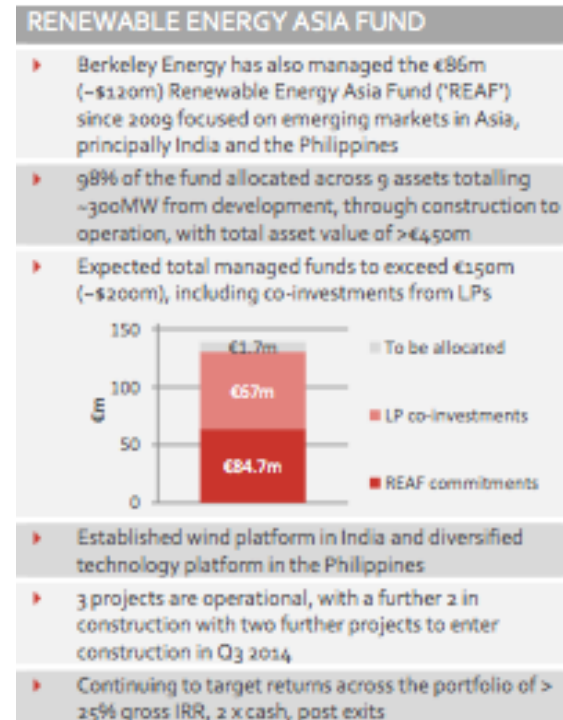 RENEWABLE ENERGY ASIA FUND
Berkeley Energy has also managed the €86m
(~$120m) Renewable Energy Asia Fund ('REAF')
since 2009 focused on emerging markets in Asia,
principally India and the Philippines
98% of the fund allocated across 9 assets totalling
~300MW from development, through construction to
operation, with total asset value of >€450m
Expected total managed funds to exceed €150m
(~$200m), including co-investments from LPs
150
100
50
0
€m
€1.7m
€67m
€84.7m
To be allocated
LP co-investments
REAF commitments
Established wind platform in India and diversified
technology platform in the Philippines
3 projects are operational, with a further 2 in
construction with two further projects to enter
construction in Q3 2014
Continuing to target returns across the portfolio of >
25% gross IRR, 2 x cash, post exits